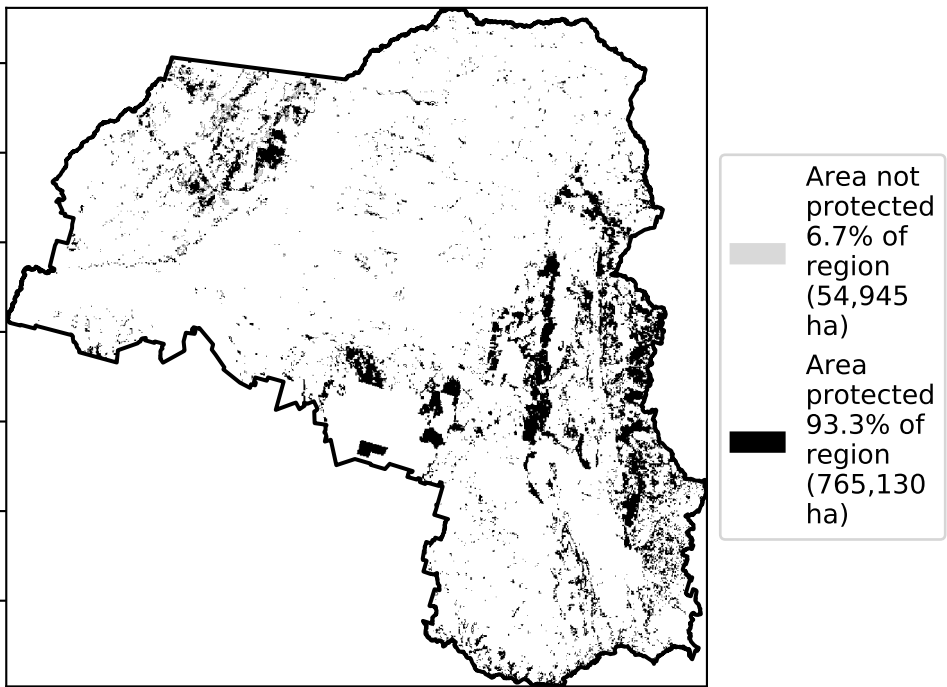 Area not
protected
6.7% of
region
(54,945
ha)
Area
protected
93.3% of
region
(765,130
ha)